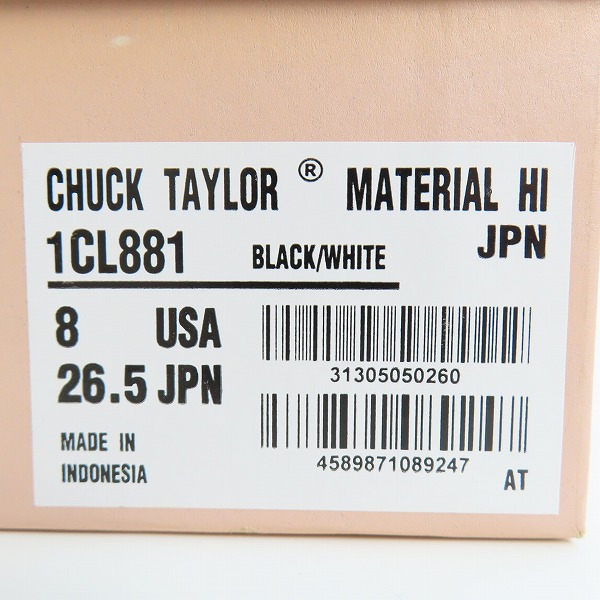 CHUCK TAYLOR ® MATERIAL HI
1CL881 BLACK/WHITE JPN
8 USA
26.5 JPN
31305050260
MADE IN
INDONESIA
4589871089247
AT